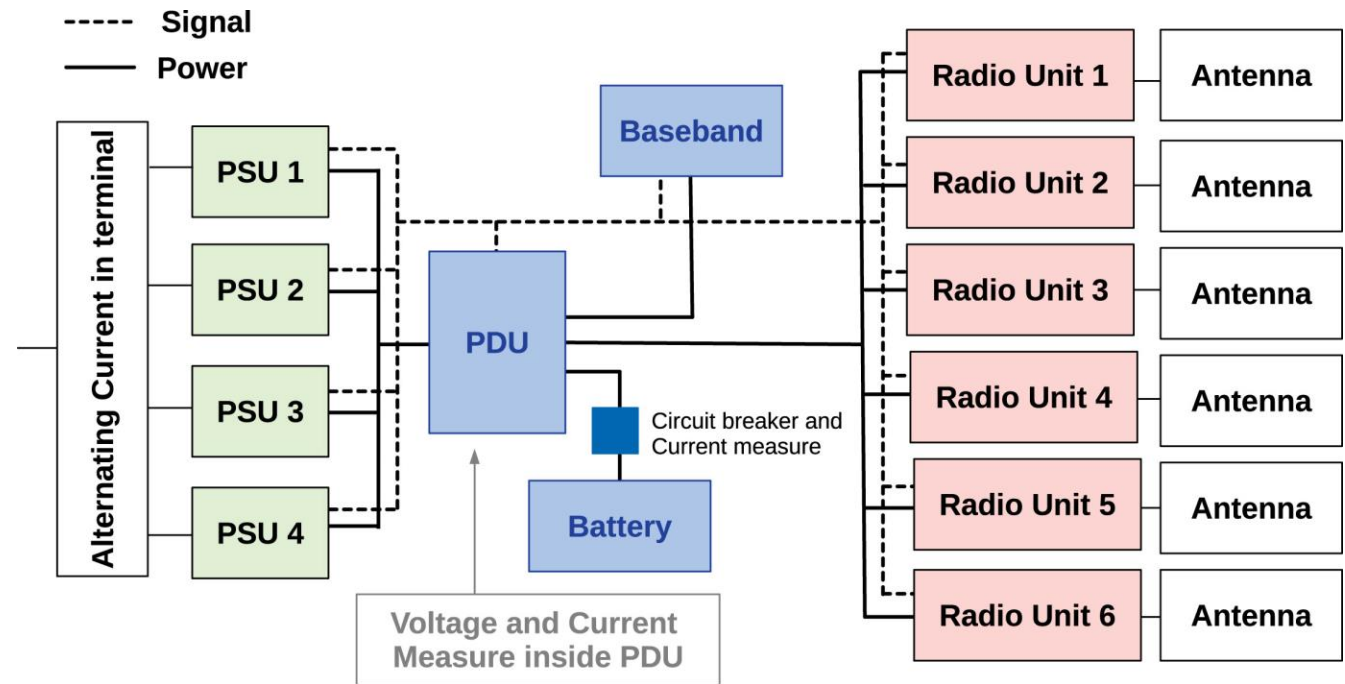 Signal
Power
Alternating Current in terminal
PSU 1
PSU 2
PSU 3
PSU 4
Baseband
PDU
Circuit breaker and
Current measure
Battery
Voltage and Current
Measure inside PDU
Radio Unit 1
Antenna
Radio Unit 2
Antenna
Radio Unit 3
Antenna
Radio Unit 4
Antenna
Radio Unit 5
Antenna
Radio Unit 6
Antenna